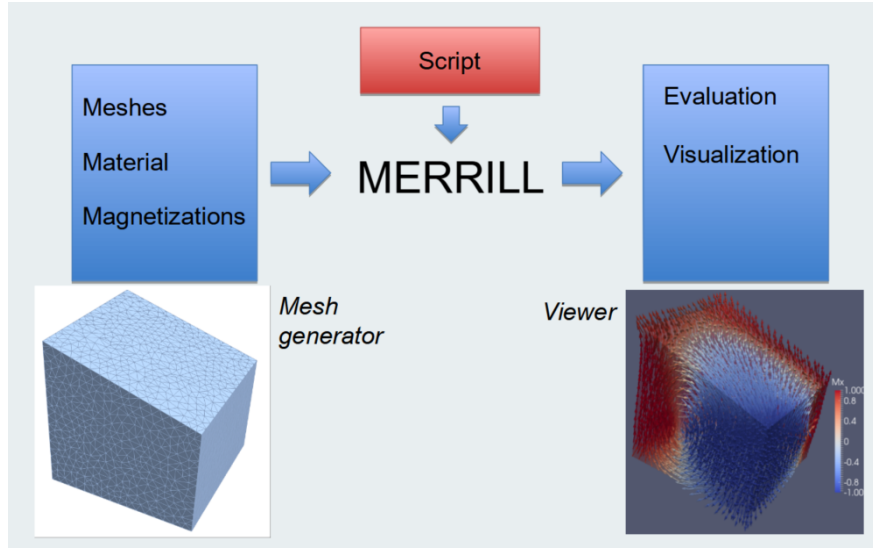 Script
Meshes
Material
Magnetizations
MERRILL
Evaluation
Visualization
Mesh
generator
Viewer
Mx
1.000
0.8
0.4
0
-0.4
-0.8
-1.00